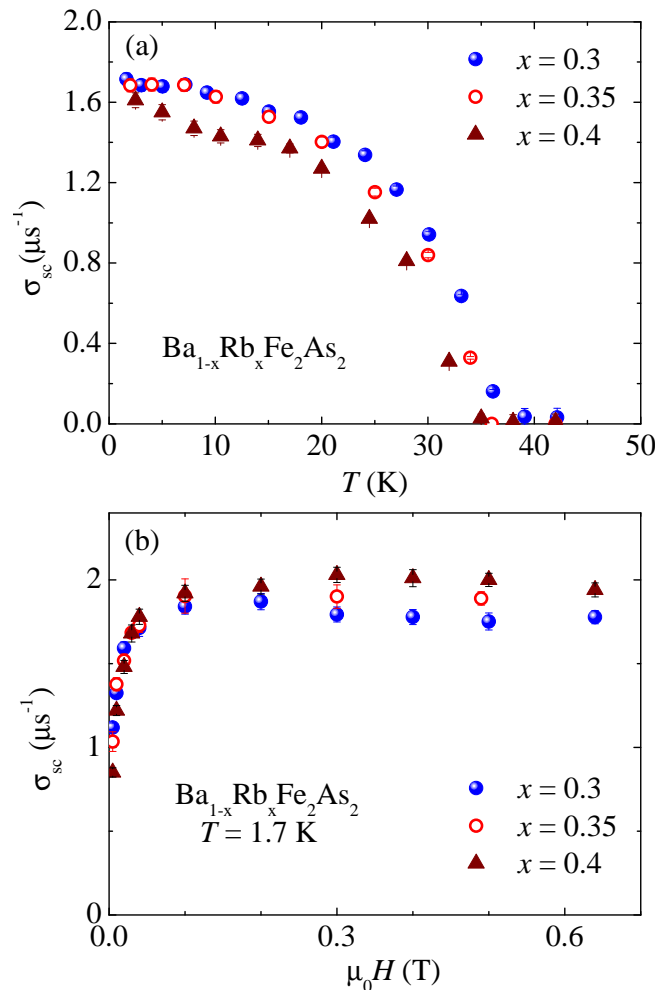 (a)
x = 0.3
x = 0.35
x = 0.4
σsc(μs-1)
2.0
1.6
1.2
0.8
0.4
0.0
Ba1-xRbxFe2As2
0 10 20 30 40 50
T (K)
(b)
σsc (μs-1)
2
1
0
Ba1-xRbxFe2As2
T = 1.7 K
x = 0.3
x = 0.35
x = 0.4
0.0 0.3 0.6
μ0H (T)